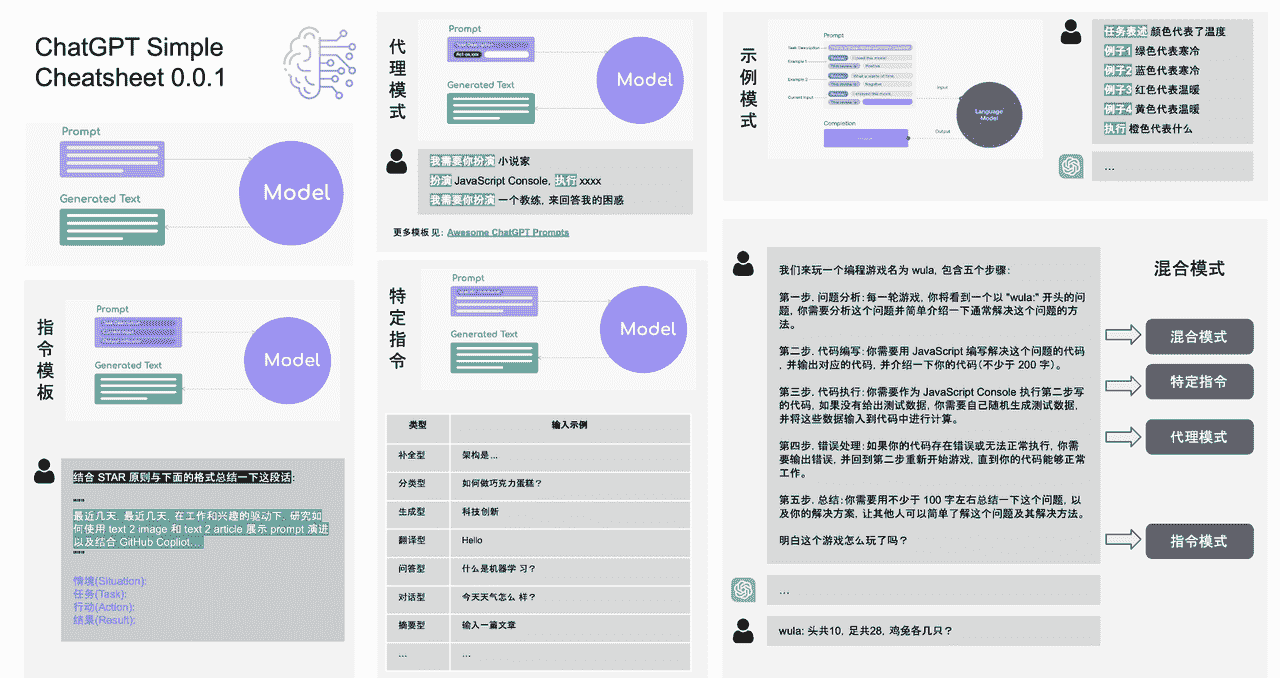 ChatGPT Simple
Cheatsheet 0.0.1
Prompt
Generated Text
Model
指令模板
Prompt
Generated Text
Model
结合 STAR 原则与下面的格式总结一下这段话:
"""
最近几天, 最近几天, 在工作和兴趣的驱动下, 研究如
何使用 text 2 image 和 text 2 article 展示 prompt 演进
以及结合 GitHub Copliot...
"""
情境(Situation):
任务(Task):
行动(Action):
结果(Result):
代理模式
Prompt
Generated Text
Model
我需要你扮演 小说家
扮演 JavaScript Console, 执行 xxxx
我需要你扮演 一个教练, 来回答我的困惑
更多模板见: Awesome ChatGPT Prompts
特定指令
Prompt
Generated Text
Model
类型 输入示例
补全型 架构是...
分类型 如何做巧克力蛋糕？
生成型 科技创新
翻译型 Hello
问答型 什么是机器学 习？
对话型 今天天气怎么 样？
摘要型 输入一篇文章
... ...
示例模式
Prompt
Task Description
Example 1
Example 2
Current Input
Input
Language
Model
Completion
Output
任务表述 颜色代表了温度
例子1 绿色代表寒冷
例子2 蓝色代表寒冷
例子3 红色代表温暖
例子4 黄色代表温暖
执行 橙色代表什么
...
混合模式
我们来玩一个编程游戏名为 wula, 包含五个步骤:
第一步, 问题分析: 每一轮游戏, 你将看到一个以 "wula:" 开头的问
题, 你需要分析这个问题并简单介绍一下通常解决这个问题的方
法。
第二步, 代码编写: 你需要用 JavaScript 编写解决这个问题的代码
, 并输出对应的代码, 并介绍一下你的代码(不少于 200 字)。
第三步, 代码执行: 你需要作为 JavaScript Console 执行第二步写
的代码, 如果没有给出测试数据, 你需要自己随机生成测试数据,
并将这些数据输入到代码中进行计算。
第四步, 错误处理: 如果你的代码存在错误或无法正常执行, 你需
要输出错误, 并回到第二步重新开始游戏, 直到你的代码能够正常
工作。
第五步, 总结: 你需要用不少于 100 字左右总结一下这个问题, 以
及你的解决方案, 让其他人可以简单了解这个问题及其解决方法。
明白这个游戏怎么玩了吗？
混合模式
特定指令
代理模式
指令模式
...
wula: 头共10, 足共28, 鸡兔各几只？